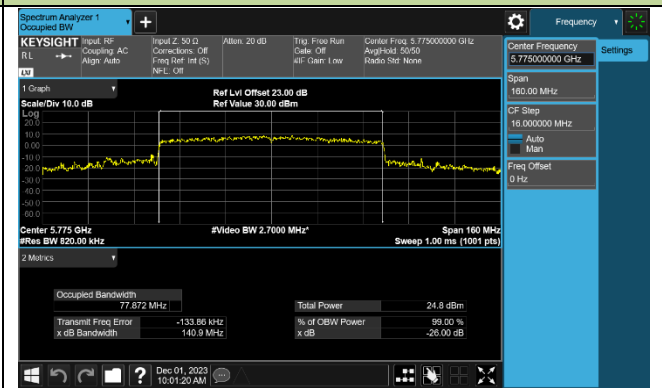 Spectrum Analyzer 1
Occupied BW
+
Frequency
KEYSIGHT
RL
LXI
Input: RF
Coupling: AC
Align: Auto
Input Z: 50 Ω
Corrections: Off
Freq Ref: Int (S)
NFE: Off
Atten: 20 dB
Trig: Free Run
Gate: Off
#IF Gain: Low
Center Freq: 5.775000000 GHz
Avg|Hold: 50/50
Radio Std: None
Center Frequency
5.775000000 GHz
Settings
Span
160.00 MHz
CF Step
16.000000 MHz
Auto
Man
Freq Offset
0 Hz
1 Graph
Scale/Div 10.0 dB
Ref Lvl Offset 23.00 dB
Ref Value 30.00 dBm
Log
20.0
10.0
0.00
-10.0
-20.0
-30.0
-40.0
-50.0
-60.0
Center 5.775 GHz
#Res BW 820.00 kHz
#Video BW 2.7000 MHz*
Span 160 MHz
Sweep 1.00 ms (1001 pts)
2 Metrics
Occupied Bandwidth
77.872 MHz
Total Power 24.8 dBm
Transmit Freq Error -133.86 kHz
% of OBW Power 99.00 %
x dB Bandwidth 140.9 MHz
x dB -26.00 dB
?
Dec 01, 2023
10:01:20 AM